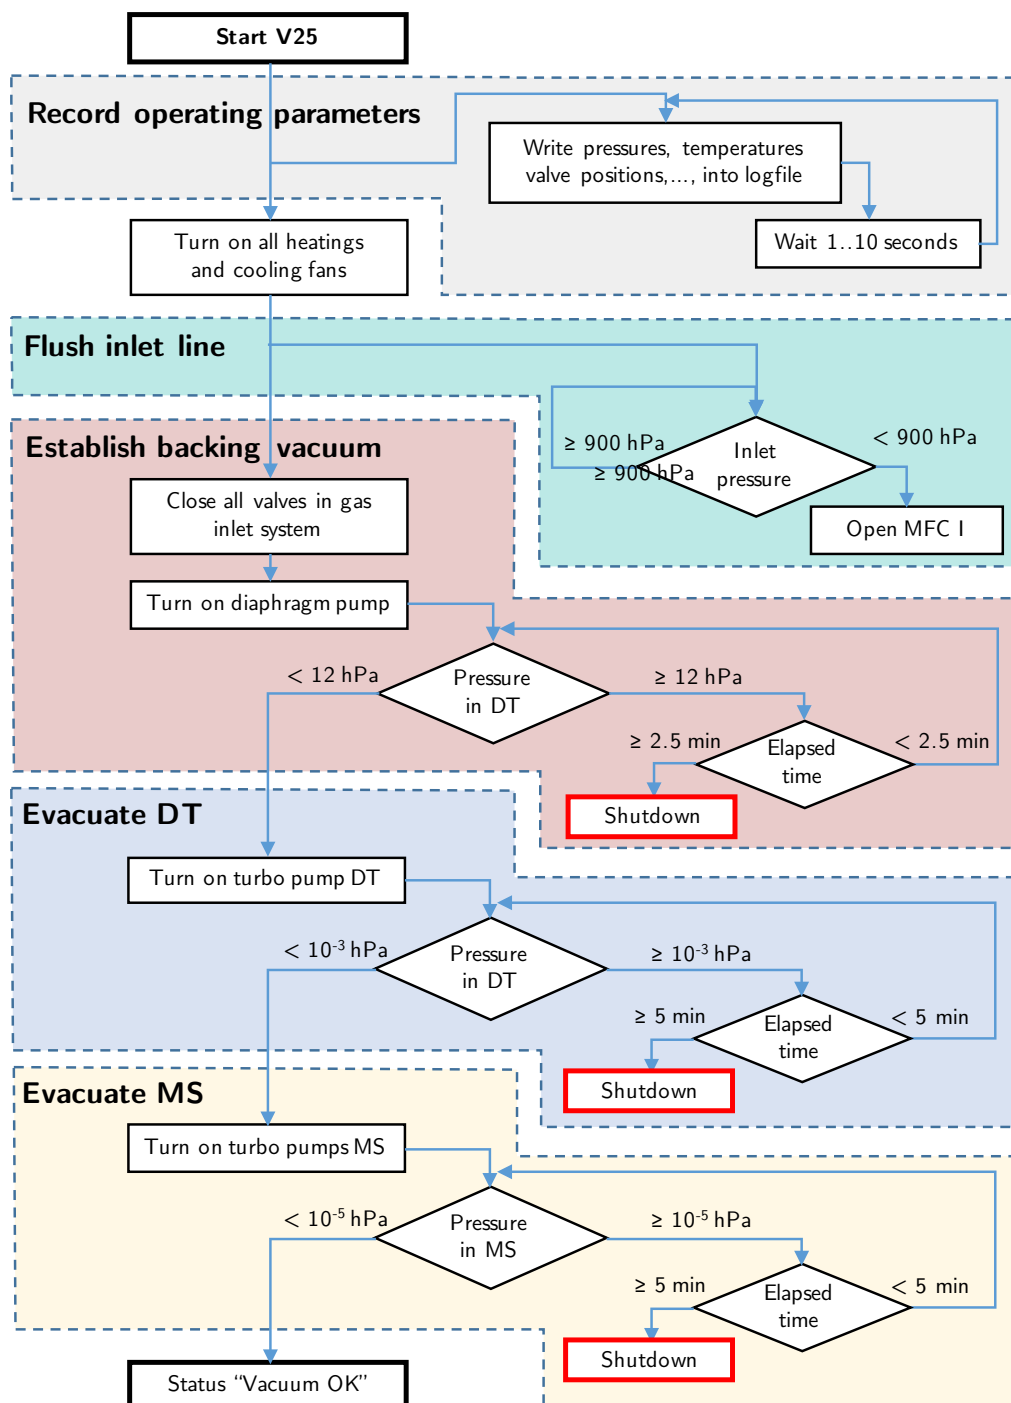 Start V25
Record operating parameters
Write pressures, temperatures
valve positions,..., into logfile
Wait 1..10 seconds
Turn on all heatings
and cooling fans
Flush inlet line
≥ 900 hPa
≥ 900 hPa
Inlet
pressure
< 900 hPa
Open MFC I
Establish backing vacuum
Close all valves in gas
inlet system
Turn on diaphragm pump
< 12 hPa
Pressure
in DT
≥ 12 hPa
≥ 2.5 min
Elapsed
time
< 2.5 min
Shutdown
Evacuate DT
Turn on turbo pump DT
< 10⁻³ hPa
Pressure
in DT
≥ 10⁻³ hPa
≥ 5 min
Elapsed
time
< 5 min
Shutdown
Evacuate MS
Turn on turbo pumps MS
< 10⁻⁵ hPa
Pressure
in MS
≥ 10⁻⁵ hPa
≥ 5 min
Elapsed
time
< 5 min
Shutdown
Status “Vacuum OK”